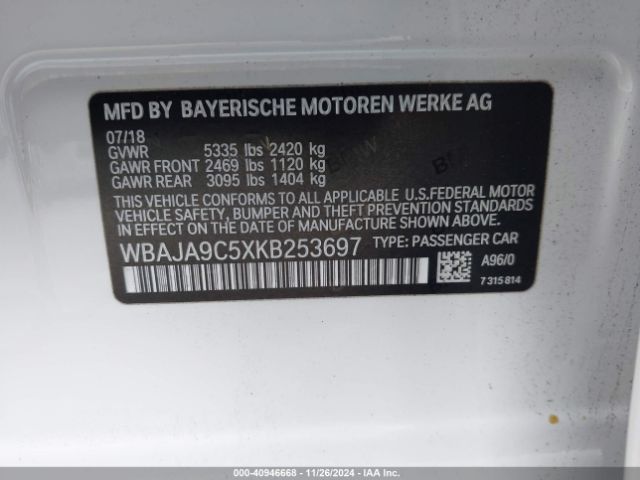 MFD BY BAYERISCHE MOTOREN WERKE AG
07/18
GVWR 5335 lbs 2420 kg
GAWR FRONT 2469 lbs 1120 kg
GAWR REAR 3095 lbs 1404 kg
THIS VEHICLE CONFORMS TO ALL APPLICABLE U.S.FEDERAL MOTOR
VEHICLE SAFETY, BUMPER AND THEFT PREVENTION STANDARDS
IN EFFECT ON THE DATE OF MANUFACTURE SHOWN ABOVE.
WBAJA9C5XKB253697 TYPE: PASSENGER CAR
A96/0
7 315 814
000-40946668 - 11/26/2024 - IAAI.COM